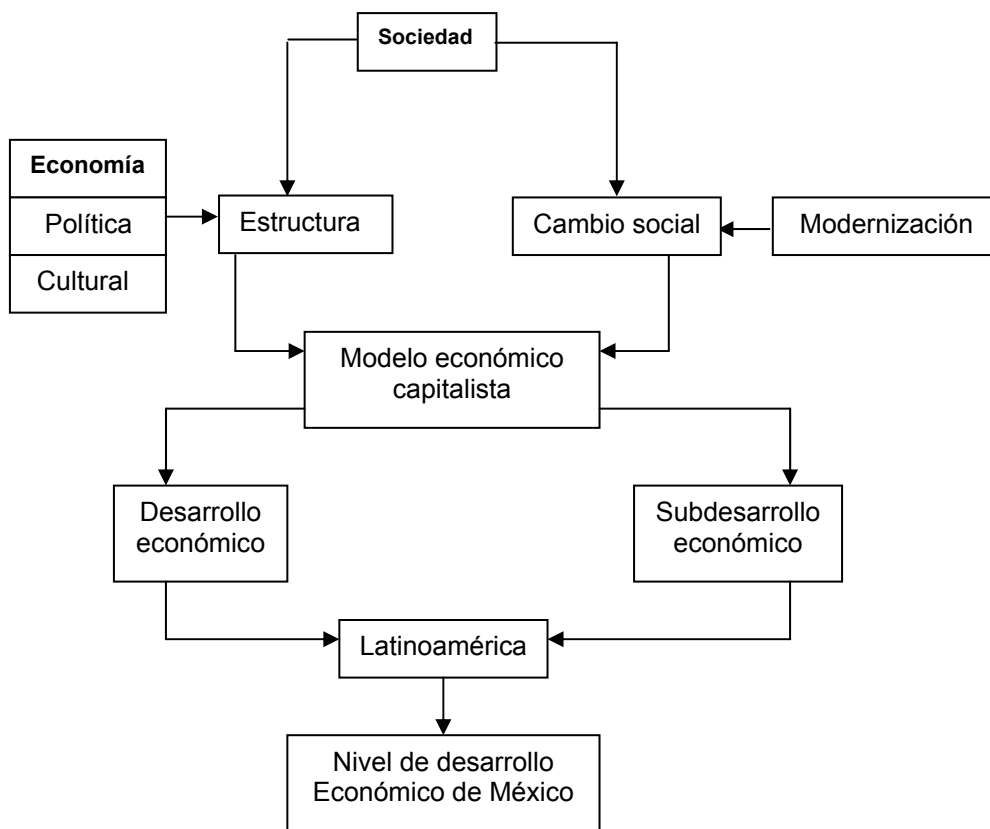 Sociedad
Economía
Política
Cultural
Estructura
Cambio social
Modernización
Modelo económico
capitalista
Desarrollo
económico
Subdesarrollo
económico
Latinoamérica
Nivel de desarrollo
Económico de México